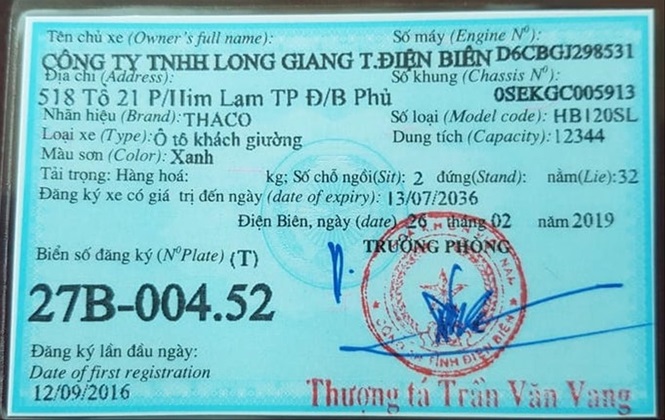 Tên chủ xe (Owner's full name):
Số máy (Engine Nº):
CÔNG TY TNHH LONG GIANG T.ĐIỆN BIÊN D6CBGJ298531
Địa chỉ (Address):
Số khung (Chassis Nº):
518 Tổ 21 P/Him Lam TP Đ/B Phủ
0SEKGC005913
Nhãn hiệu (Brand): THACO
Số loại (Model code): HB120SL
Loại xe (Type): Ô tô khách giường
Dung tích (Capacity): 12344
Màu sơn (Color): Xanh
Tải trọng: Hàng hoá: kg; Số chỗ ngồi(Sit): 2 đứng(Stand): nằm(Lie): 32
Đăng ký xe có giá trị đến ngày (date of expiry): 13/07/2036
Điện Biên, ngày (date) 26 tháng 02 năm 2019
TRƯỞNG PHÒNG
Biển số đăng ký (NºPlate) (T)
27B-004.52
TỈNH ĐIỆN BIÊN
Đăng ký lần đầu ngày:
Date of first registration
12/09/2016
Thượng tá Trần Văn Vang